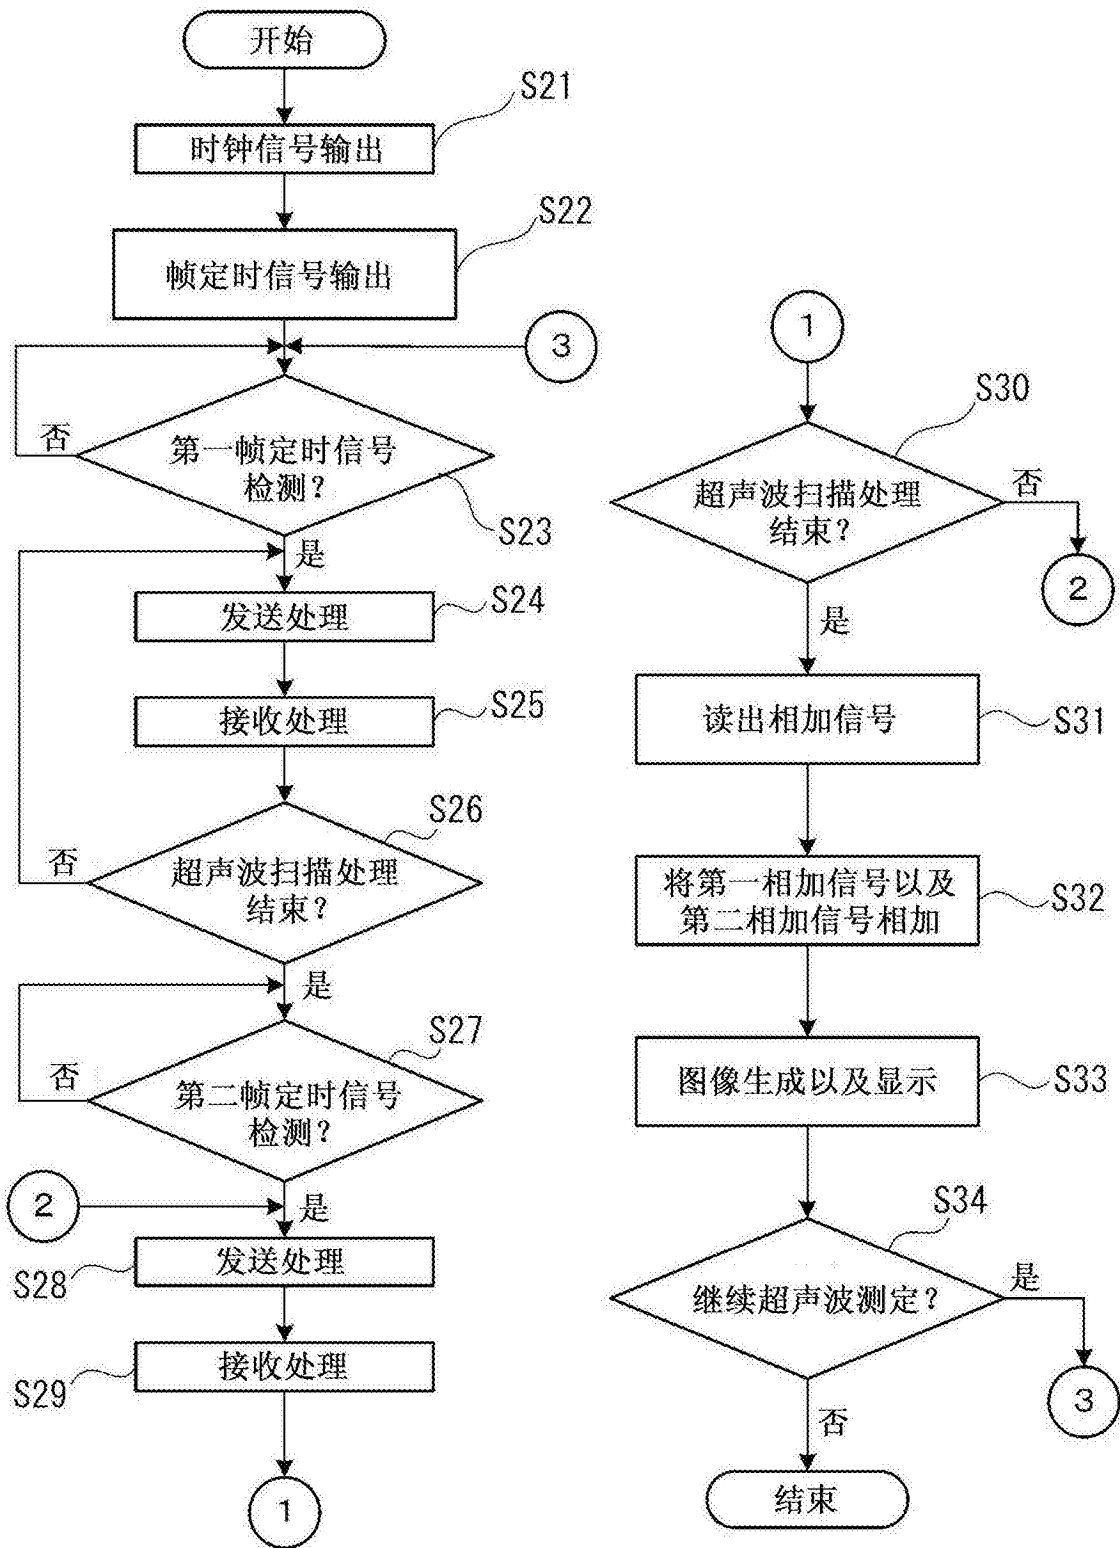 开始
S21
时钟信号输出
S22
帧定时信号输出
3
否
第一帧定时信号
检测?
S23
是
S24
发送处理
S25
接收处理
S26
否
超声波扫描处理
结束?
是
S27
否
第二帧定时信号
检测?
2
是
S28
发送处理
S29
接收处理
1
1
S30
超声波扫描处理
结束?
否
2
是
读出相加信号
S31
将第一相加信号以及
第二相加信号相加
S32
图像生成以及显示
S33
S34
继续超声波测定?
是
3
否
结束